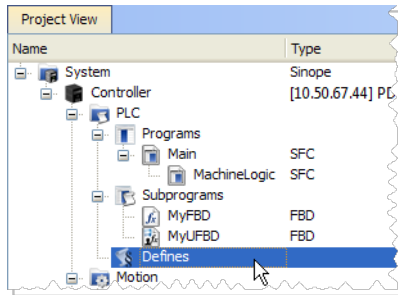 Project View
Name Type
System Sinope
Controller [10.50.67.44] PD
PLC
Programs
Main SFC
MachineLogic SFC
Subprograms
MyFBD FBD
MyUFBD FBD
Defines
Motion